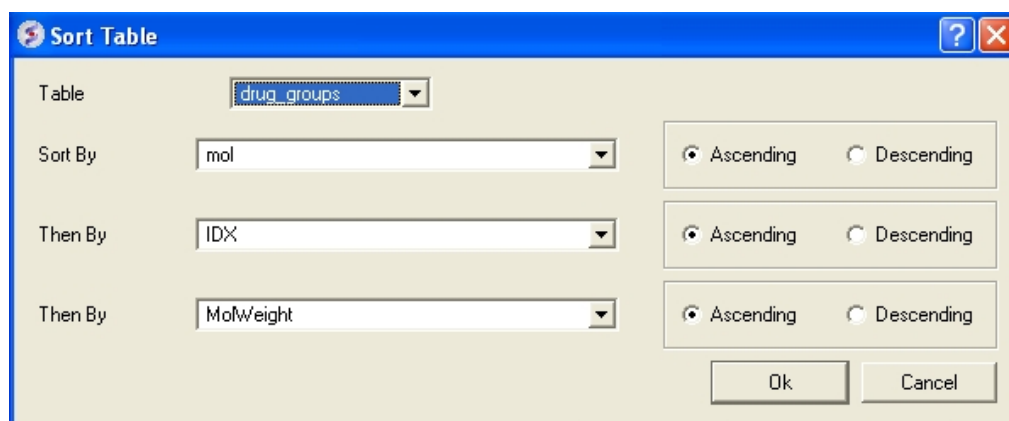 Sort Table
?
Table drug_groups
Sort By mol Ascending Descending
Then By IDX Ascending Descending
Then By MolWeight Ascending Descending
Ok Cancel